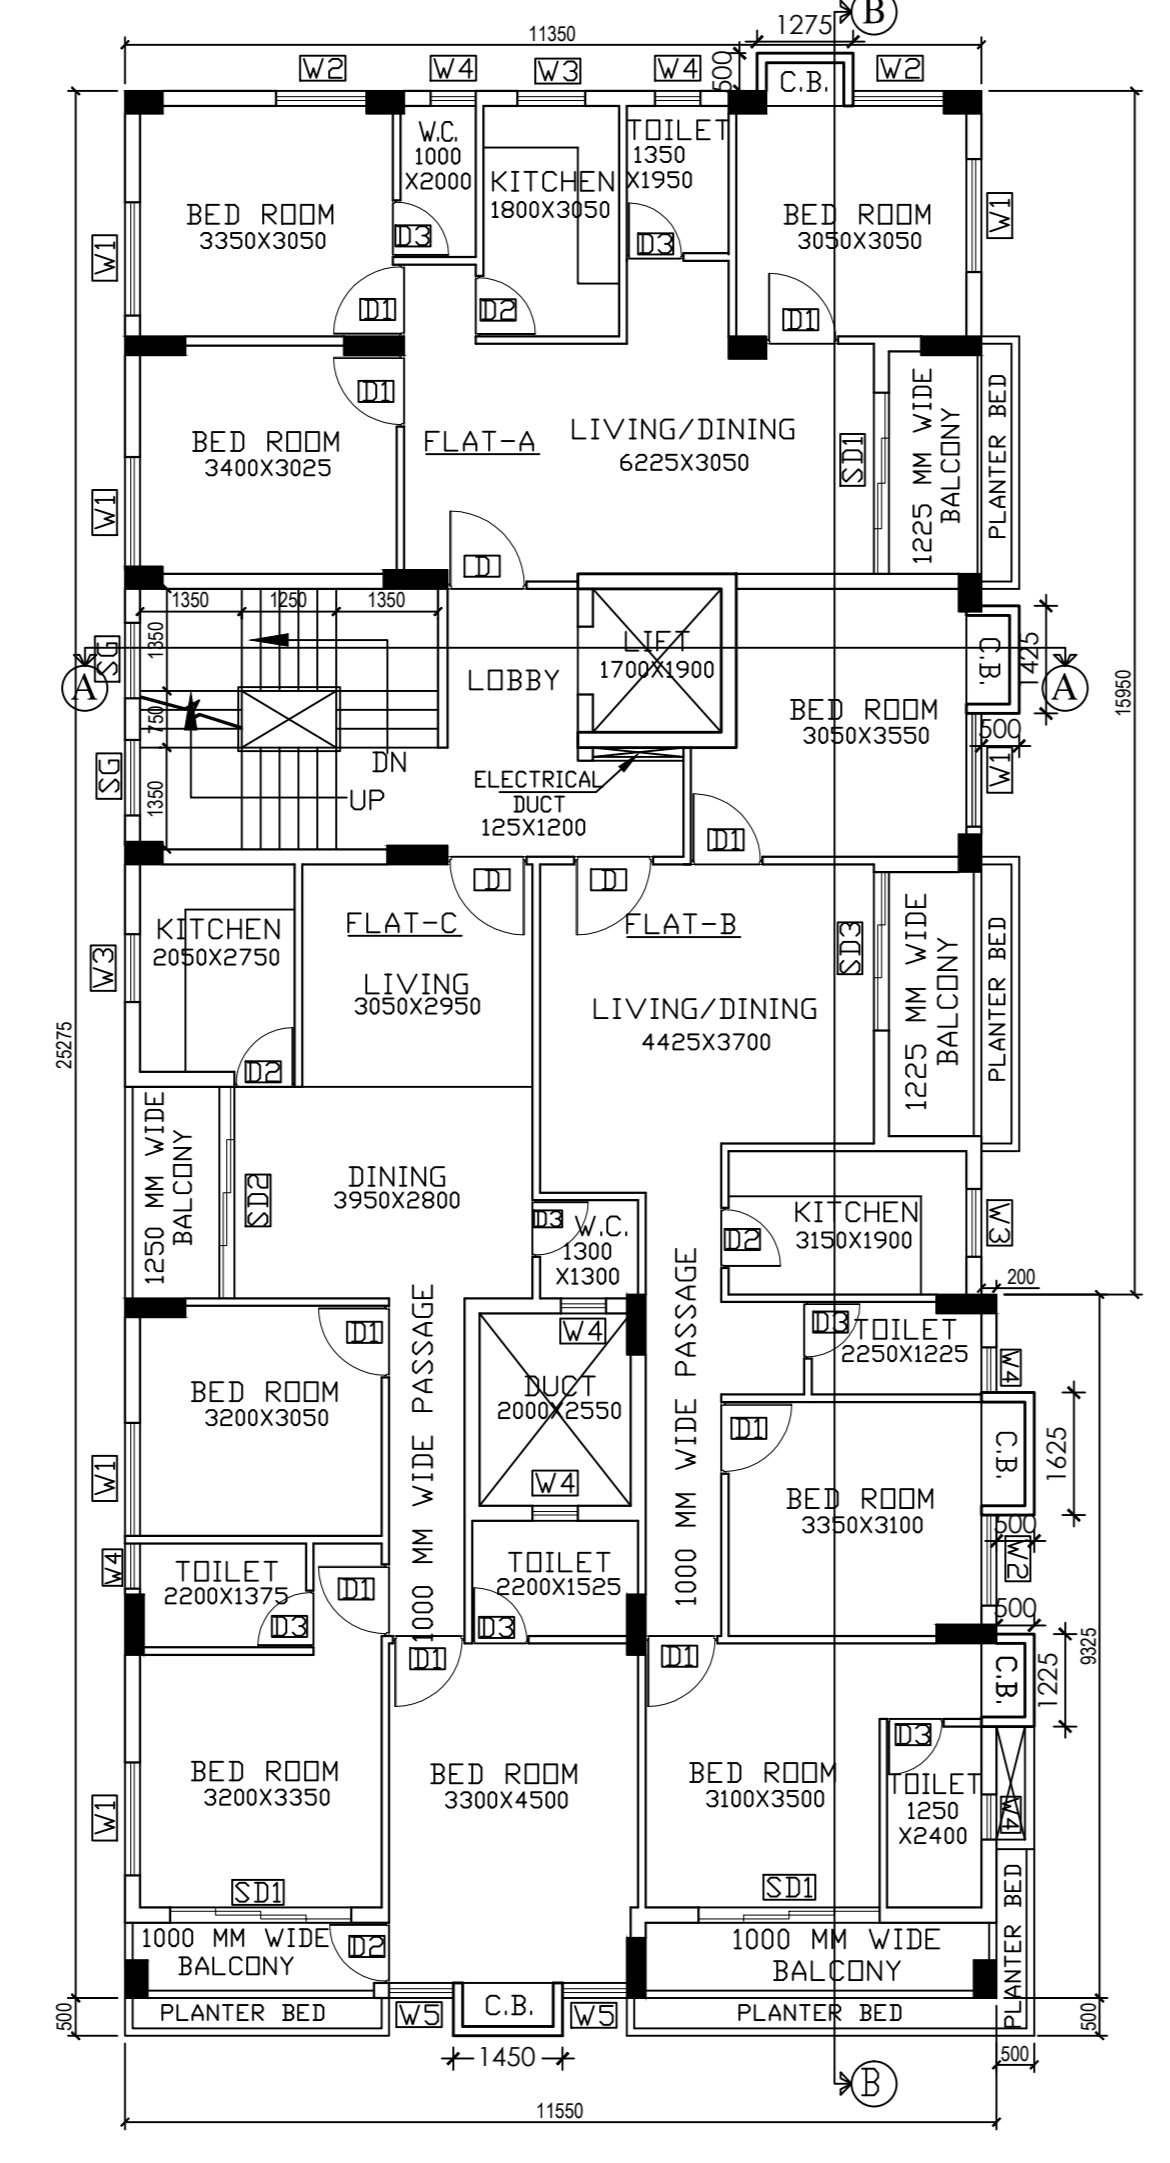 B
11350
1275
W2
W4
W3
W4
500
C.B.
W2
W.C.
1000
X2000
KITCHEN
1800X3050
TOILET
1350
X1950
BED ROOM
3350X3050
BED ROOM
3050X3050
W1
W1
D3
D3
D1
D2
D1
D1
BED ROOM
3400X3025
FLAT-A
LIVING/DINING
6225X3050
SD1
1225 MM WIDE
BALCONY
PLANTER BED
W1
D
1350
1250
1350
1350
SG
A
LIFT
1700X1900
LOBBY
C.B.
1425
A
15950
BED ROOM
3050X3550
750
500
W1
DN
SG
1350
UP
ELECTRICAL
DUCT
125X1200
D1
D
D
KITCHEN
2050X2750
FLAT-C
FLAT-B
W3
LIVING
3050X2950
LIVING/DINING
4425X3700
SD3
1225 MM WIDE
BALCONY
PLANTER BED
25275
D2
1250 MM WIDE
BALCONY
SD2
DINING
3950X2800
D3
W.C.
1300
X1300
D2
KITCHEN
3150X1900
W3
200
1000 MM WIDE PASSAGE
1000 MM WIDE PASSAGE
D1
W4
D3
TOILET
2250X1225
W4
BED ROOM
3200X3050
DUCT
2000X2550
D1
C.B.
1625
W1
W4
BED ROOM
3350X3100
500
W2
W4
TOILET
2200X1375
D1
D3
TOILET
2200X1525
D3
500
D1
D1
C.B.
1225
9325
D3
BED ROOM
3200X3350
BED ROOM
3300X4500
BED ROOM
3100X3500
TOILET
1250
X2400
W4
W1
SD1
SD1
1000 MM WIDE
BALCONY
D2
1000 MM WIDE
BALCONY
PLANTER BED
500
PLANTER BED
W5
C.B.
W5
PLANTER BED
500
1450
500
B
11550